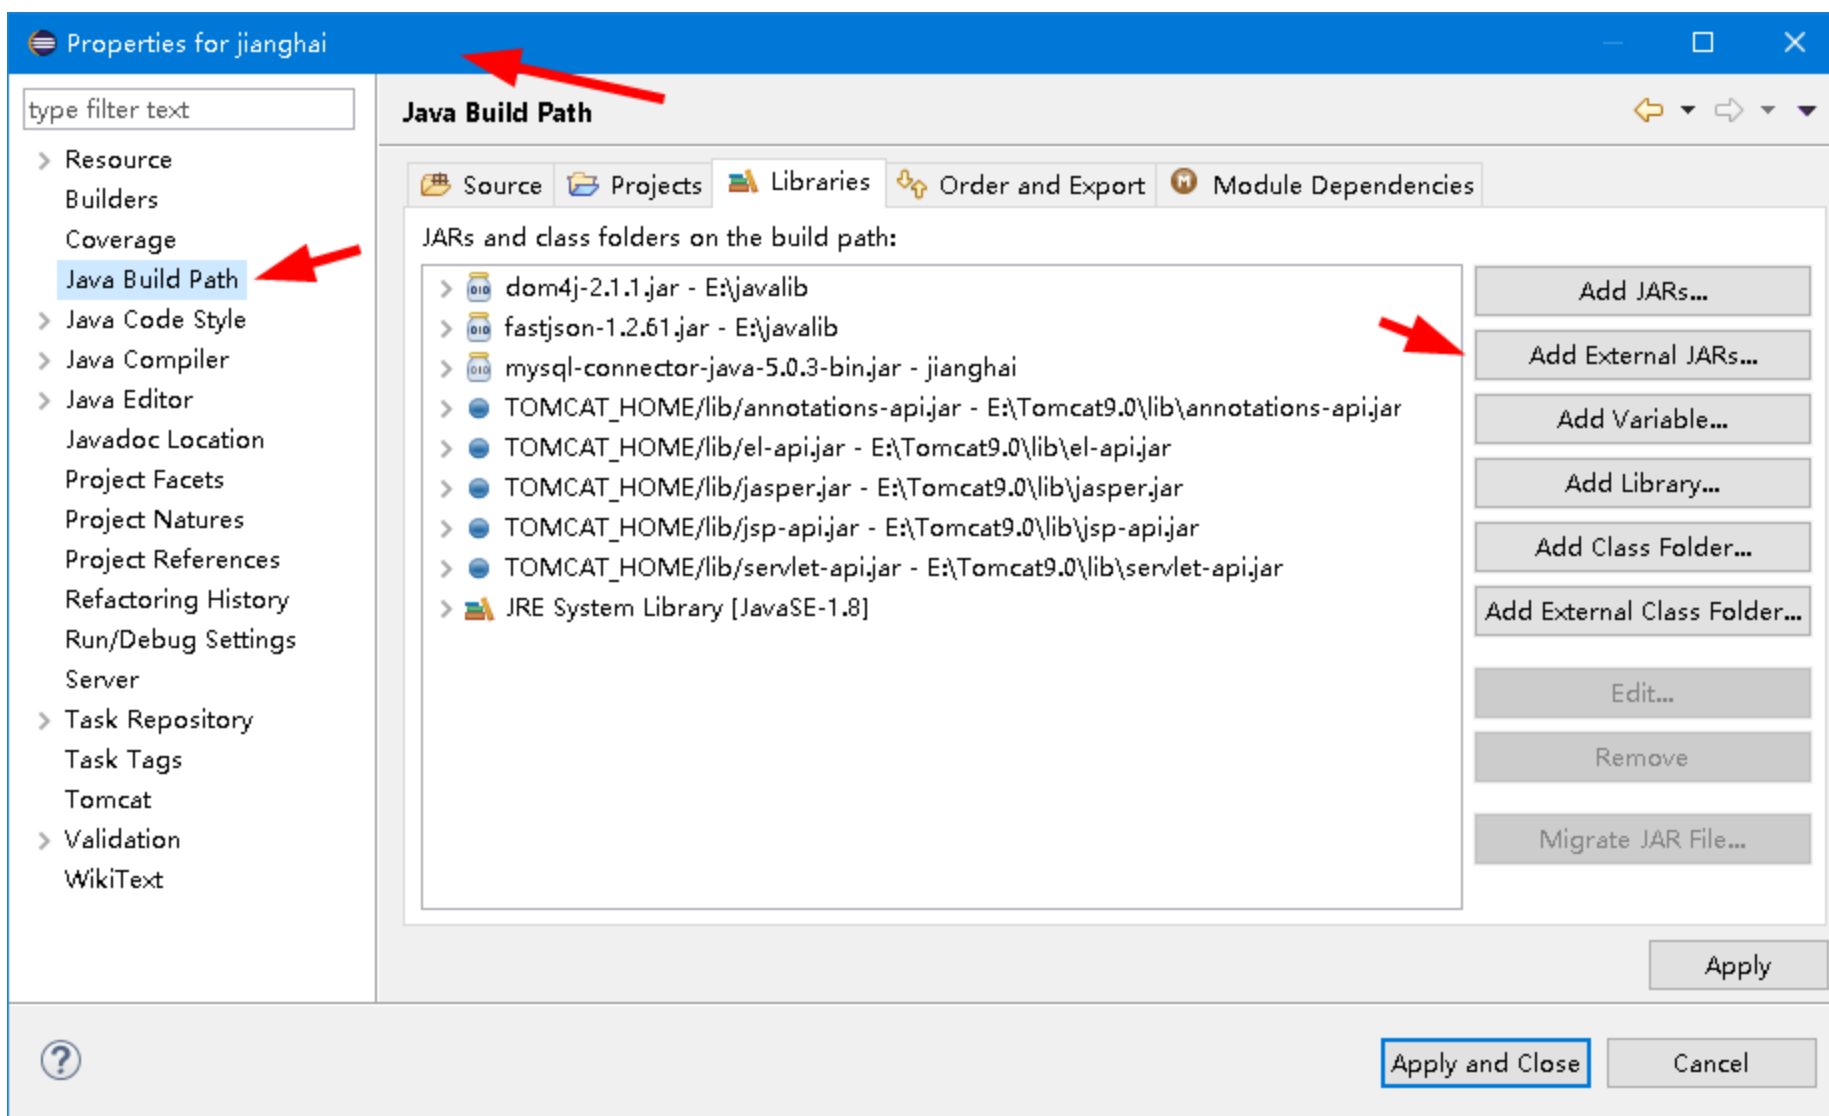 Properties for jianghai
type filter text
Resource
Builders
Coverage
Java Build Path
Java Code Style
Java Compiler
Java Editor
Javadoc Location
Project Facets
Project Natures
Project References
Refactoring History
Run/Debug Settings
Server
Task Repository
Task Tags
Tomcat
Validation
WikiText
Java Build Path
Source Projects Libraries Order and Export Module Dependencies
JARs and class folders on the build path:
dom4j-2.1.1.jar - E:\javalib
fastjson-1.2.61.jar - E:\javalib
mysql-connector-java-5.0.3-bin.jar - jianghai
TOMCAT_HOME/lib/annotations-api.jar - E:\Tomcat9.0\lib\annotations-api.jar
TOMCAT_HOME/lib/el-api.jar - E:\Tomcat9.0\lib\el-api.jar
TOMCAT_HOME/lib/jasper.jar - E:\Tomcat9.0\lib\jasper.jar
TOMCAT_HOME/lib/jsp-api.jar - E:\Tomcat9.0\lib\jsp-api.jar
TOMCAT_HOME/lib/servlet-api.jar - E:\Tomcat9.0\lib\servlet-api.jar
JRE System Library [JavaSE-1.8]
Add JARs...
Add External JARs...
Add Variable...
Add Library...
Add Class Folder...
Add External Class Folder...
Edit...
Remove
Migrate JAR File...
Apply
Apply and Close Cancel